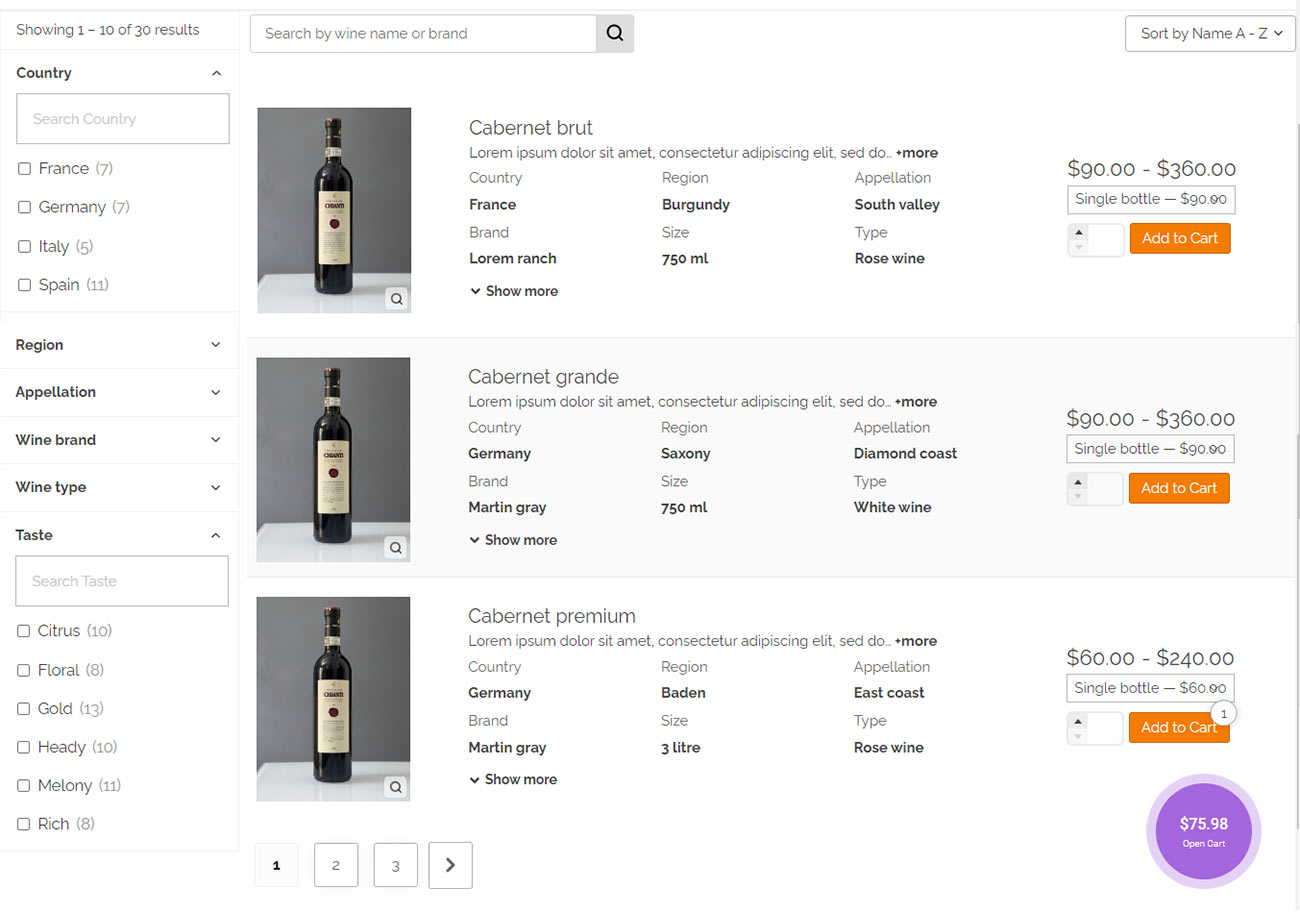 Showing 1 – 10 of 30 results
Search by wine name or brand
Sort by Name A - Z
Country
Search Country
France (7)
Germany (7)
Italy (5)
Spain (11)
Region
Appellation
Wine brand
Wine type
Taste
Search Taste
Citrus (10)
Floral (8)
Gold (13)
Heady (10)
Melony (11)
Rich (8)
CHIANTI
Cabernet brut
Lorem ipsum dolor sit amet, consectetur adipiscing elit, sed do... +more
Country Region Appellation
France Burgundy South valley
Brand Size Type
Lorem ranch 750 ml Rose wine
Show more
$90.00 - $360.00
Single bottle — $90.00
Add to Cart
CHIANTI
Cabernet grande
Lorem ipsum dolor sit amet, consectetur adipiscing elit, sed do... +more
Country Region Appellation
Germany Saxony Diamond coast
Brand Size Type
Martin gray 750 ml White wine
Show more
$90.00 - $360.00
Single bottle — $90.00
Add to Cart
CHIANTI
Cabernet premium
Lorem ipsum dolor sit amet, consectetur adipiscing elit, sed do... +more
Country Region Appellation
Germany Baden East coast
Brand Size Type
Martin gray 3 litre Rose wine
Show more
$60.00 - $240.00
Single bottle — $60.00
Add to Cart
1
$75.98
Open Cart
1 2 3